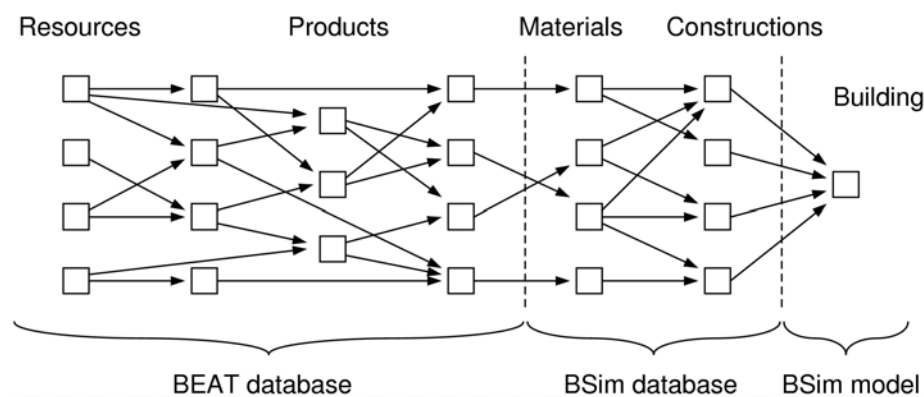 Resources Products Materials Constructions
Building
BEAT database BSim database BSim model